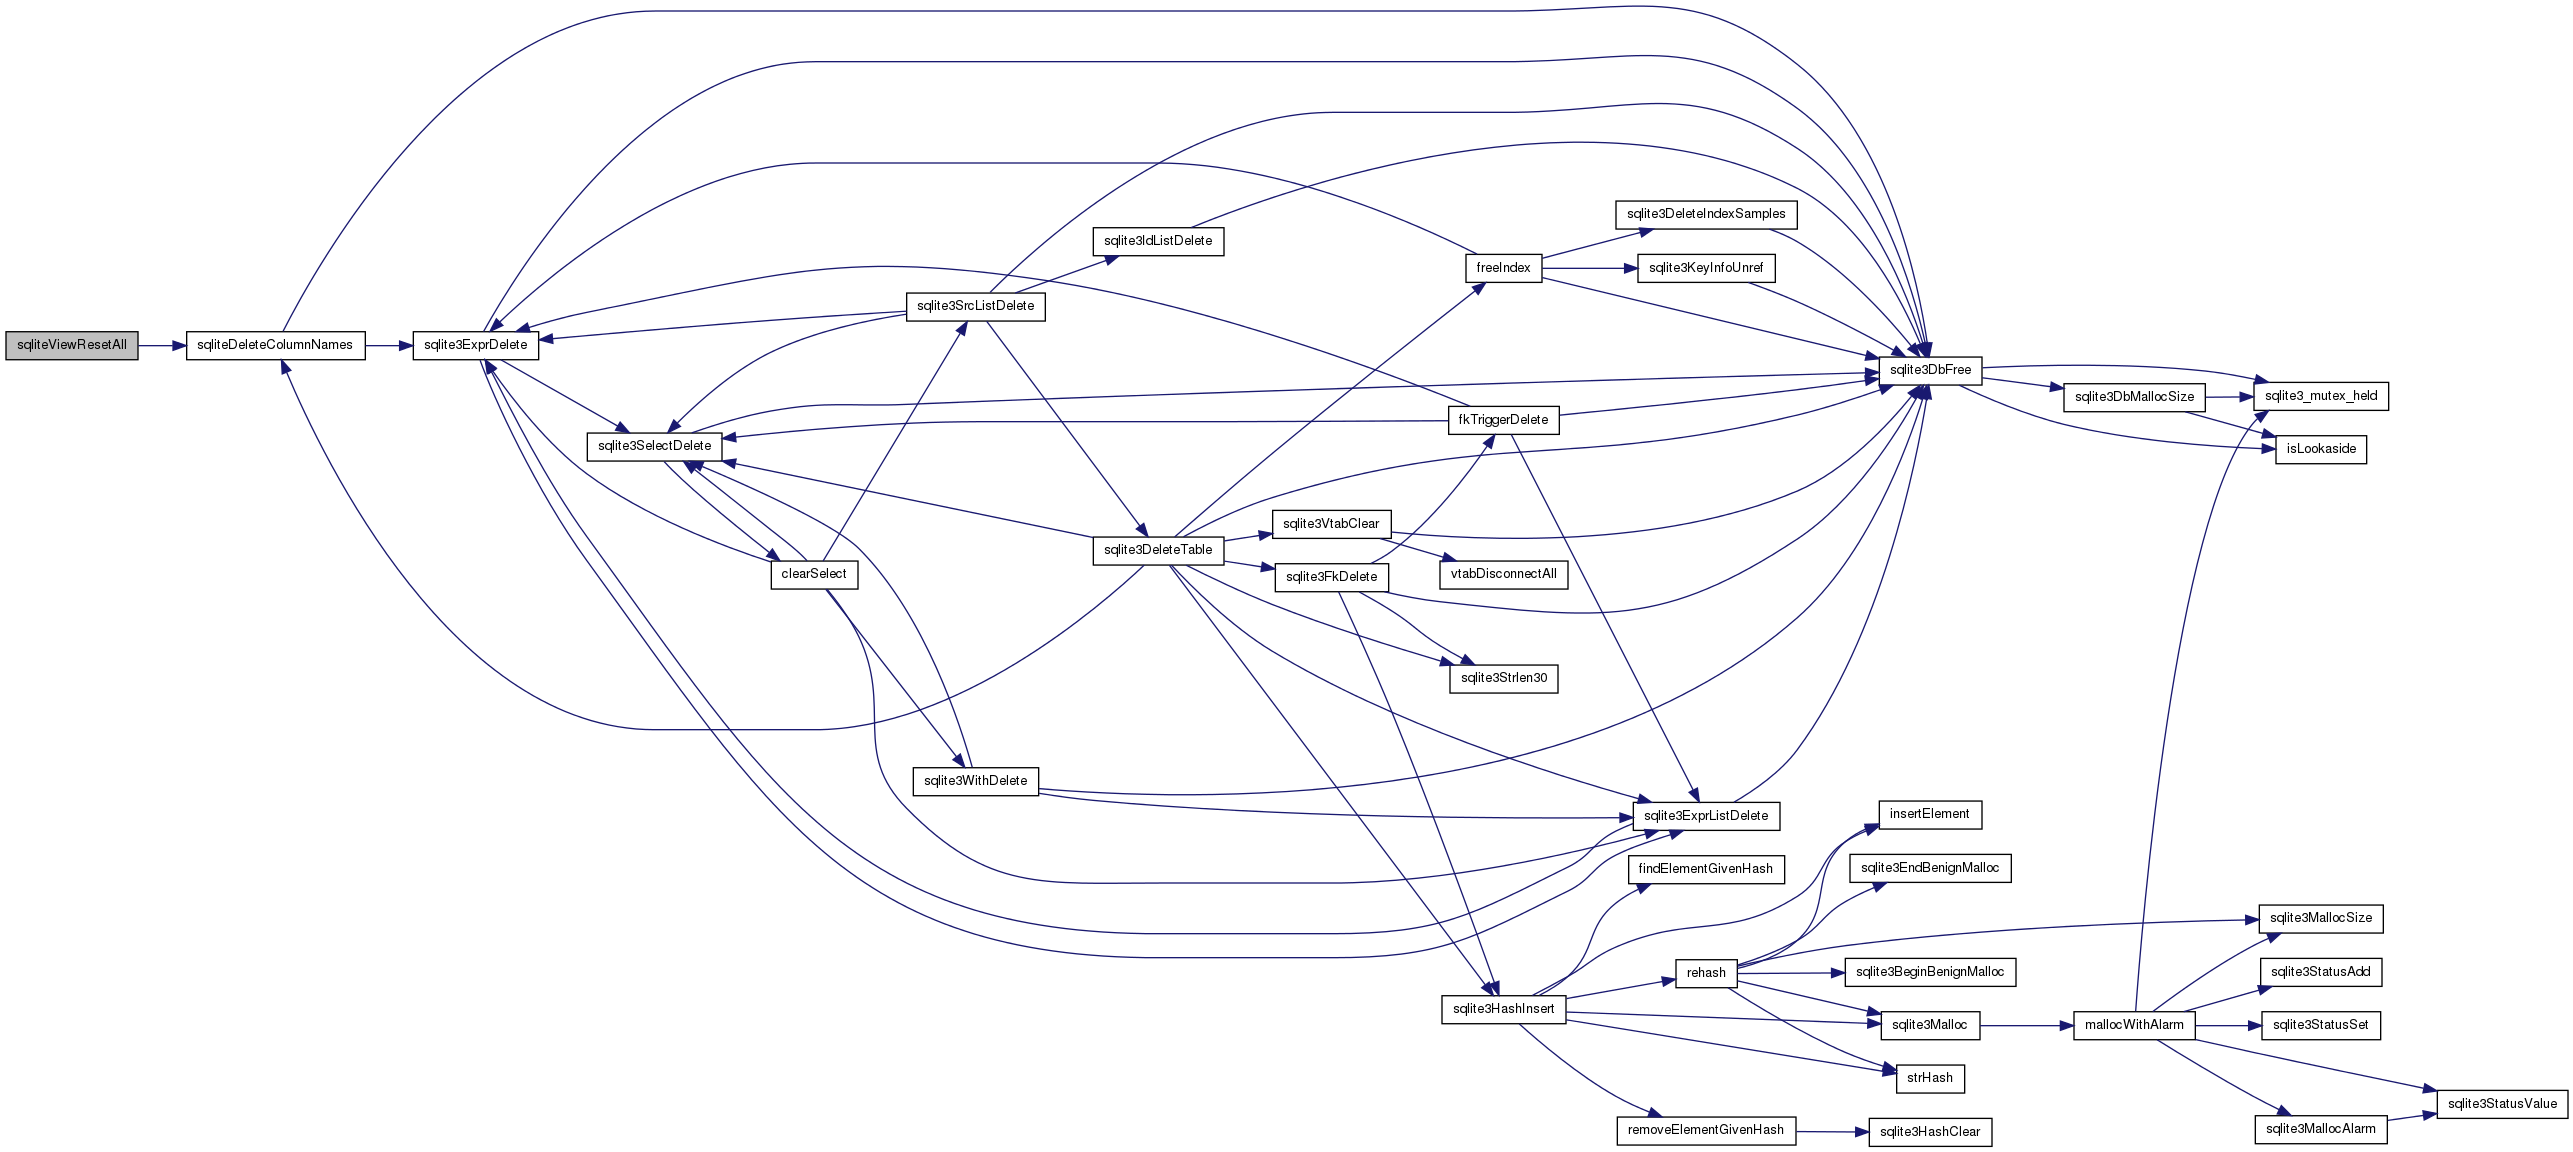 sqliteViewResetAll
sqliteDeleteColumnNames
sqlite3ExprDelete
sqlite3SelectDelete
clearSelect
sqlite3SrcListDelete
sqlite3WithDelete
sqlite3IdListDelete
sqlite3DeleteTable
sqlite3VtabClear
sqlite3FkDelete
freeIndex
fkTriggerDelete
vtabDisconnectAll
sqlite3Strlen30
sqlite3HashInsert
sqlite3DeleteIndexSamples
sqlite3KeyInfoUnref
sqlite3ExprListDelete
findElementGivenHash
rehash
removeElementGivenHash
sqlite3DbFree
insertElement
sqlite3EndBenignMalloc
sqlite3BeginBenignMalloc
sqlite3Malloc
strHash
sqlite3HashClear
sqlite3DbMallocSize
mallocWithAlarm
sqlite3_mutex_held
isLookaside
sqlite3MallocSize
sqlite3StatusAdd
sqlite3StatusSet
sqlite3MallocAlarm
sqlite3StatusValue